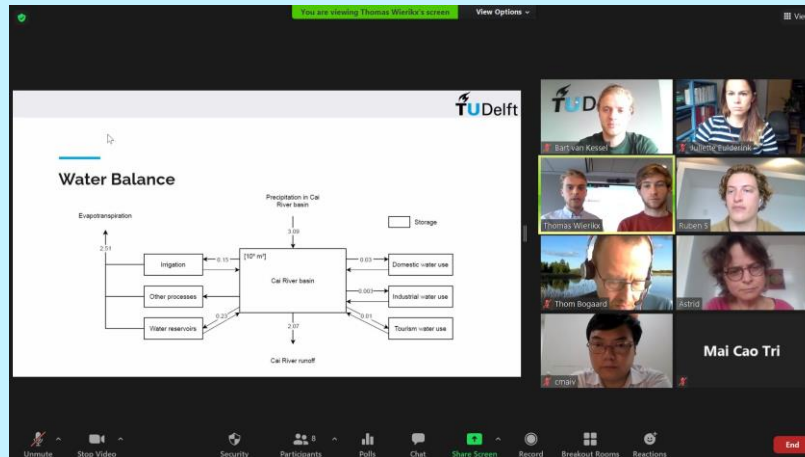 You are viewing Thomas Wierikx's screen
View Options
TUDelft
Water Balance
Precipitation in Cai
River basin
Evapotranspiration
Storage
3.09
2.51
Irrigation
0.15
[10⁹ m³]
0.03
Domestic water use
Cai River basin
Other processes
0.003
Industrial water use
Water reservoirs
0.23
0.01
Tourism water use
2.07
Cai River runoff
Bart van Kessel
Juliette Eulderink
Thomas Wierikx
Ruben S
Thom Bogaard
Astrid
cmaiv
Mai Cao Tri
Unmute
Stop Video
Security
Participants
8
Polls
Chat
Share Screen
Record
Breakout Rooms
Reactions
End